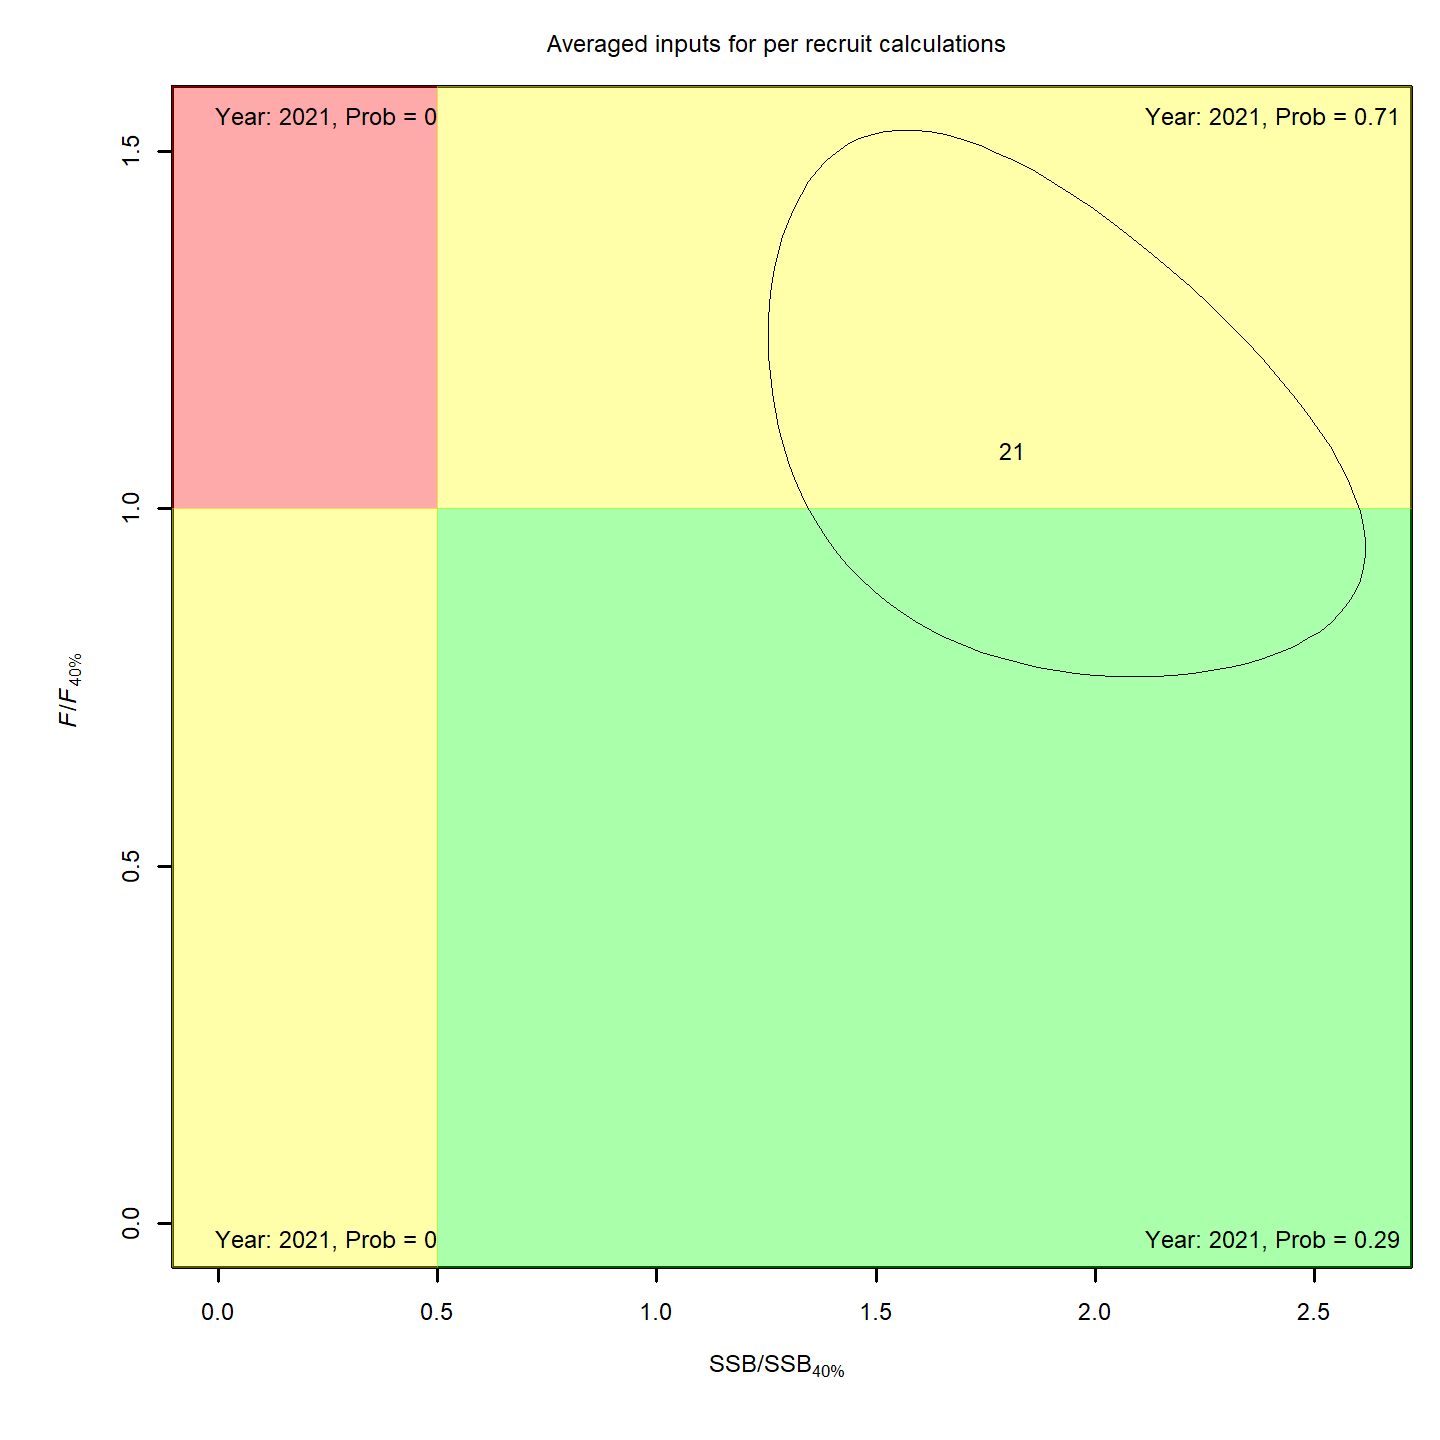 Averaged inputs for per recruit calculations
Year: 2021, Prob = 0
Year: 2021, Prob = 0.71
1.5
21
1.0
F/F40%
0.5
0.0
Year: 2021, Prob = 0
Year: 2021, Prob = 0.29
0.0 0.5 1.0 1.5 2.0 2.5
SSB/SSB40%